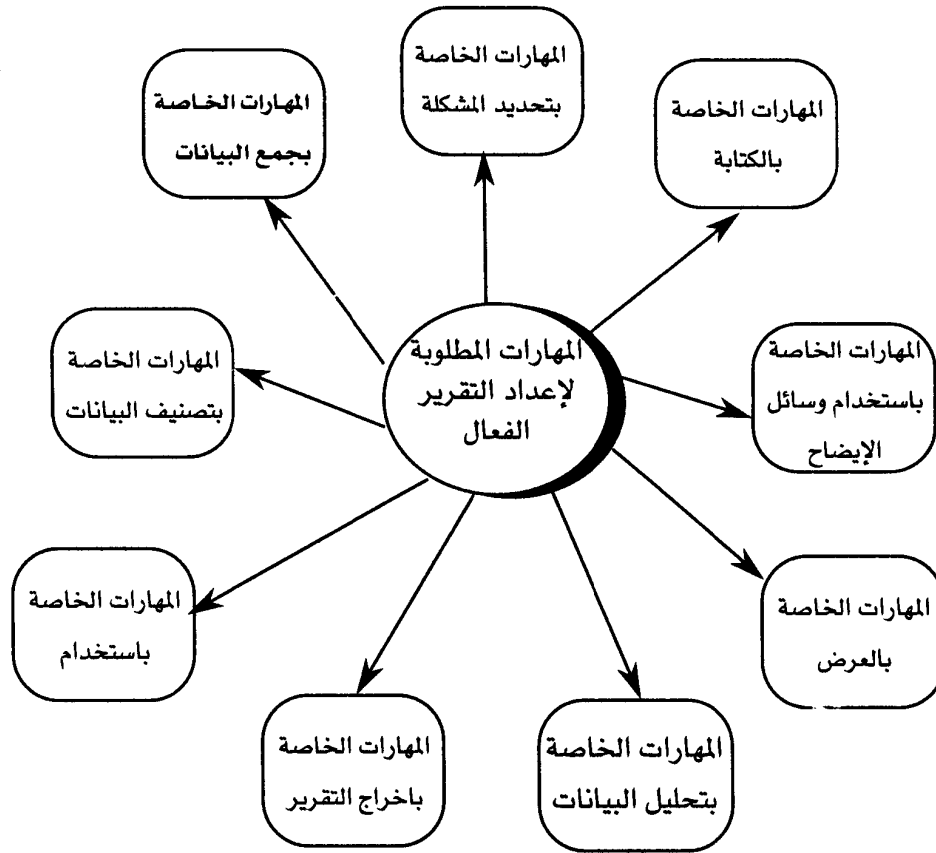 المهارات الخاصة
بتحديد المشكلة
المهارات الخاصة
بالكتابة
المهارات الخاصة
بجمع البيانات
المهارات المطلوبة
لإعداد التقرير
الفعال
المهارات الخاصة
باستخدام وسائل
الإيضاح
المهارات الخاصة
بتصنيف البيانات
المهارات الخاصة
بالعرض
المهارات الخاصة
باستخدام
المهارات الخاصة
بتحليل البيانات
المهارات الخاصة
باخراج التقرير